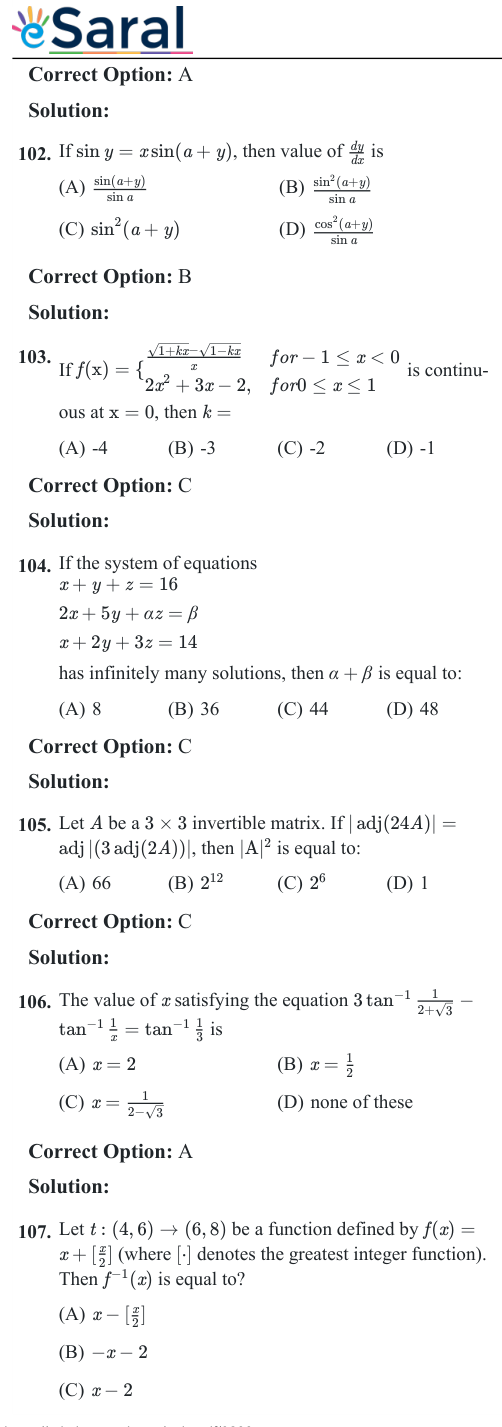 eSaral
Correct Option: A
Solution:
102. If sin y = x sin(a + y), then value of dy/dx is
(A) sin(a+y)/sin a (B) sin²(a+y)/sin a
(C) sin²(a + y) (D) cos²(a+y)/sin a
Correct Option: B
Solution:
103. If f(x) = { (√1+kx−√1−kx)/x for − 1 ≤ x < 0
2x² + 3x − 2, for0 ≤ x ≤ 1 is continu-
ous at x = 0, then k =
(A) -4 (B) -3 (C) -2 (D) -1
Correct Option: C
Solution:
104. If the system of equations
x + y + z = 16
2x + 5y + αz = β
x + 2y + 3z = 14
has infinitely many solutions, then α + β is equal to:
(A) 8 (B) 36 (C) 44 (D) 48
Correct Option: C
Solution:
105. Let A be a 3 × 3 invertible matrix. If | adj(24A)| =
adj |(3 adj(2A))|, then |A|² is equal to:
(A) 66 (B) 2¹² (C) 2⁶ (D) 1
Correct Option: C
Solution:
106. The value of x satisfying the equation 3 tan⁻¹ 1/(2+√3) −
tan⁻¹ 1/x = tan⁻¹ 1/3 is
(A) x = 2 (B) x = 1/2
(C) x = 1/(2−√3) (D) none of these
Correct Option: A
Solution:
107. Let t : (4, 6) → (6, 8) be a function defined by f(x) =
x + [x/2] (where [·] denotes the greatest integer function).
Then f⁻¹(x) is equal to?
(A) x − [x/2]
(B) −x − 2
(C) x − 2